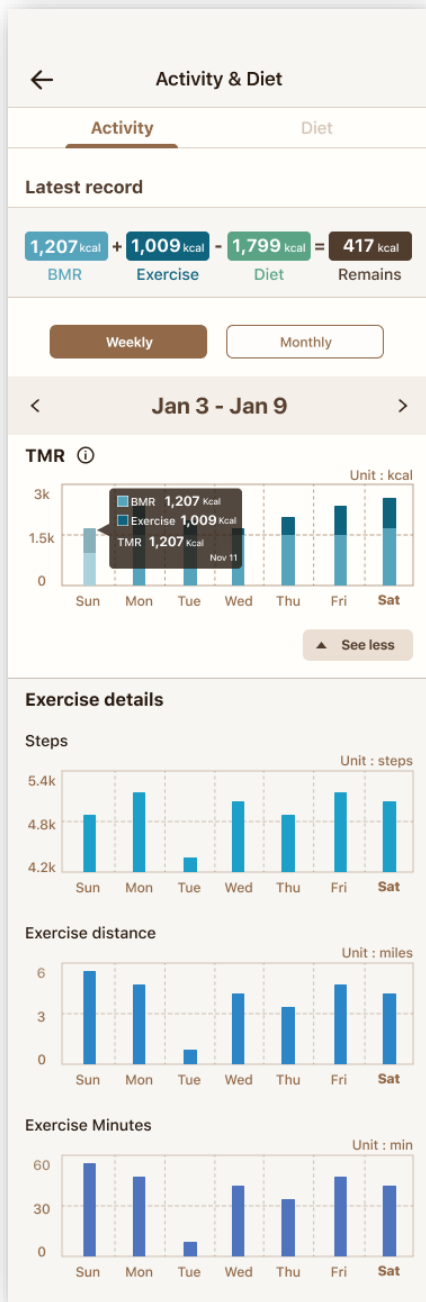 Activity & Diet
Activity Diet
Latest record
1,207 kcal + 1,009 kcal - 1,799 kcal = 417 kcal
BMR Exercise Diet Remains
Weekly Monthly
< Jan 3 - Jan 9 >
TMR
Unit : kcal
3k
BMR 1,207 Kcal
Exercise 1,009 Kcal
1.5k
TMR 1,207 Kcal
Nov 11
0
Sun Mon Tue Wed Thu Fri Sat
See less
Exercise details
Steps
Unit : steps
5.4k
4.8k
4.2k
Sun Mon Tue Wed Thu Fri Sat
Exercise distance
Unit : miles
6
3
0
Sun Mon Tue Wed Thu Fri Sat
Exercise Minutes
Unit : min
60
30
0
Sun Mon Tue Wed Thu Fri Sat